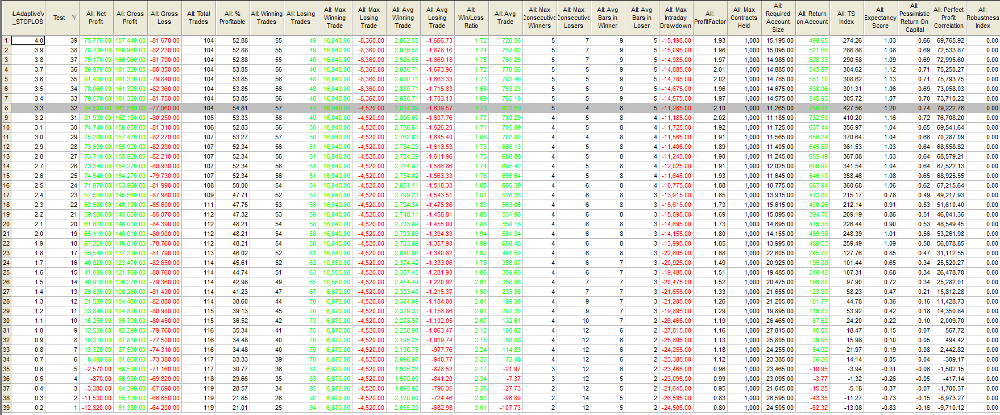 :LAdaptiveV :_STOPLOS Test All: Net Profit All: Gross Profit All: Gross Loss All: Total Trades All: % Profitable All: Winning Trades All: Losing Trades All: Max Winning Trade All: Max Losing Trade All: Avg Winning Trade All: Avg Losing Trade All: Win/Loss Ratio All: Avg Trade All: Max Consecutive Winners All: Max Consecutive Losers All: Avg Bars in Winner All: Avg Bars in Loser All: Max Intraday Drawdown All: ProfitFactor All: Max Contracts Held All: Required Account Size All: Return on Account All: TS Index All: Expectancy Score All: Pessimistic Return On Capital All: Perfect Profit Correlation All: Robustness Index
1 4.0 39 75,770.00 157,440.00 -81,670.00 104 52.88 55 49 16,040.00 -8,360.00 2,862.55 -1,666.73 1.72 728.56 5 7 9 5 -15,195.00 1.93 1,000 15,195.00 498.65 274.26 1.03 0.66 69,765.92 0.00
2 3.9 38 78,730.00 160,960.00 -82,230.00 104 52.88 55 49 16,040.00 -8,360.00 2,926.55 -1,678.16 1.74 757.02 5 7 9 5 -15,095.00 1.96 1,000 15,095.00 521.56 286.86 1.08 0.69 72,533.87 0.00
3 3.8 37 79,170.00 160,960.00 -81,790.00 104 52.88 55 49 16,040.00 -8,360.00 2,926.55 -1,669.18 1.75 761.25 5 7 9 5 -14,985.00 1.97 1,000 14,985.00 528.33 290.58 1.09 0.69 72,995.60 0.00
4 3.7 36 80,970.00 161,320.00 -80,350.00 104 53.85 56 48 16,040.00 -8,360.00 2,880.71 -1,673.96 1.72 778.56 5 5 9 5 -14,885.00 2.01 1,000 14,885.00 543.97 304.62 1.12 0.71 75,250.27 0.00
5 3.6 35 81,480.00 161,320.00 -79,840.00 104 53.85 56 48 16,040.00 -8,360.00 2,880.71 -1,663.33 1.73 783.46 5 5 9 5 -14,785.00 2.02 1,000 14,785.00 551.10 308.62 1.13 0.71 75,793.75 0.00
6 3.5 34 78,960.00 161,320.00 -82,360.00 104 53.85 56 48 16,040.00 -8,360.00 2,880.71 -1,715.83 1.68 759.23 5 5 9 5 -14,675.00 1.96 1,000 14,675.00 538.06 301.31 1.06 0.69 73,058.03 0.00
7 3.4 33 79,570.00 161,320.00 -81,750.00 104 53.85 56 48 16,040.00 -8,360.00 2,880.71 -1,703.13 1.69 765.10 5 5 9 5 -14,575.00 1.97 1,000 14,575.00 545.93 305.72 1.07 0.70 73,710.22 0.00
8 3.3 32 84,500.00 161,560.00 -77,060.00 104 54.81 57 47 16,040.00 -4,520.00 2,834.39 -1,639.57 1.73 812.50 5 4 8 5 -11,265.00 2.10 1,000 11,265.00 750.11 427.56 1.20 0.74 79,222.76 0.00
9 3.2 31 81,930.00 162,180.00 -80,250.00 105 53.33 56 49 16,040.00 -4,520.00 2,896.07 -1,637.76 1.77 780.29 4 5 8 4 -11,185.00 2.02 1,000 11,185.00 732.50 410.20 1.16 0.72 76,708.20 0.00
10 3.1 30 74,740.00 156,050.00 -81,310.00 106 52.83 56 50 16,040.00 -4,520.00 2,786.61 -1,626.20 1.71 705.09 4 5 8 4 -11,725.00 1.92 1,000 11,725.00 637.44 356.97 1.04 0.65 69,541.64 0.00
11 3.0 29 75,200.00 157,470.00 -82,270.00 107 53.27 57 50 16,040.00 -4,520.00 2,762.63 -1,645.40 1.68 702.80 4 4 8 4 -11,565.00 1.91 1,000 11,565.00 650.24 370.64 1.04 0.66 70,287.09 0.00
12 2.9 28 73,630.00 155,920.00 -82,290.00 107 52.34 56 51 16,040.00 -4,520.00 2,784.29 -1,613.53 1.73 688.13 4 5 8 4 -11,405.00 1.89 1,000 11,405.00 645.59 361.53 1.03 0.64 68,558.82 0.00
13 2.8 27 73,710.00 155,920.00 -82,210.00 107 52.34 56 51 16,040.00 -4,520.00 2,784.29 -1,611.96 1.73 688.88 4 5 8 4 -11,245.00 1.90 1,000 11,245.00 655.49 367.08 1.03 0.64 68,579.21 0.00
14 2.7 26 73,340.00 154,270.00 -80,930.00 107 52.34 56 51 16,040.00 -4,520.00 2,754.82 -1,586.86 1.74 685.42 4 5 8 4 -12,025.00 1.91 1,000 12,025.00 609.90 341.54 1.04 0.64 67,522.13 0.00
15 2.6 25 74,540.00 154,270.00 -79,730.00 107 52.34 56 51 16,040.00 -4,520.00 2,754.82 -1,563.33 1.76 696.64 4 5 8 4 -11,645.00 1.93 1,000 11,645.00 640.10 358.46 1.08 0.65 68,925.55 0.00
16 2.5 24 71,970.00 153,960.00 -81,990.00 108 50.00 54 54 16,040.00 -4,520.00 2,851.11 -1,518.33 1.88 666.39 4 6 8 4 -10,775.00 1.88 1,000 10,775.00 667.94 360.68 1.06 0.62 67,215.64 0.00
17 2.4 23 57,580.00 145,560.00 -87,980.00 109 47.71 52 57 16,040.00 -4,520.00 2,799.23 -1,543.51 1.81 528.26 4 6 8 3 -13,915.00 1.65 1,000 13,915.00 413.80 215.17 0.78 0.49 49,217.93 0.00
18 2.3 22 62,500.00 148,100.00 -85,600.00 111 47.75 53 58 16,040.00 -4,520.00 2,794.34 -1,475.86 1.89 563.06 4 6 8 3 -15,615.00 1.73 1,000 15,615.00 400.26 212.14 0.91 0.53 51,610.40 0.00
19 2.2 21 59,580.00 145,650.00 -86,070.00 112 47.32 53 59 16,040.00 -4,520.00 2,748.11 -1,458.81 1.88 531.96 4 6 8 3 -15,095.00 1.69 1,000 15,095.00 394.70 209.19 0.86 0.51 46,041.36 0.00
20 2.1 20 61,620.00 146,010.00 -84,390.00 112 48.21 54 58 16,040.00 -4,520.00 2,703.89 -1,455.00 1.86 550.18 4 6 8 3 -14,695.00 1.73 1,000 14,695.00 419.33 226.44 0.90 0.53 48,549.45 0.00
21 2.0 19 65,110.00 146,010.00 -80,900.00 112 48.21 54 58 16,040.00 -4,520.00 2,703.89 -1,394.83 1.94 581.34 4 6 8 3 -14,155.00 1.80 1,000 14,155.00 459.98 248.39 1.01 0.56 53,261.98 0.00
22 1.9 18 67,250.00 146,010.00 -78,760.00 112 48.21 54 58 16,040.00 -4,520.00 2,703.89 -1,357.93 1.99 600.45 4 6 8 3 -13,995.00 1.85 1,000 13,995.00 480.53 259.49 1.09 0.58 56,078.85 0.00
23 1.8 17 55,540.00 137,330.00 -81,790.00 113 46.02 52 61 16,040.00 -4,520.00 2,640.96 -1,340.82 1.97 491.50 4 6 8 3 -22,605.00 1.68 1,000 22,605.00 245.70 127.76 0.85 0.47 31,112.55 0.00
24 1.7 16 40,820.00 123,470.00 -82,650.00 114 45.61 52 62 10,550.00 -4,520.00 2,374.42 -1,333.06 1.78 358.07 4 6 7 3 -20,925.00 1.49 1,000 20,925.00 195.08 101.44 0.65 0.34 25,520.27 0.00
25 1.6 15 41,000.00 121,760.00 -80,760.00 114 44.74 51 63 10,550.00 -4,520.00 2,387.45 -1,281.90 1.86 359.65 4 6 7 3 -19,485.00 1.51 1,000 19,485.00 210.42 107.31 0.68 0.34 26,478.70 0.00
26 1.5 14 40,910.00 120,270.00 -79,360.00 114 42.98 49 65 10,550.00 -4,520.00 2,454.49 -1,220.92 2.01 358.86 4 7 7 3 -20,475.00 1.52 1,000 20,475.00 199.80 97.90 0.72 0.34 25,282.01 0.00
27 1.4 13 26,830.00 108,260.00 -81,430.00 114 41.23 47 67 6,870.00 -4,520.00 2,303.40 -1,215.37 1.90 235.35 4 7 7 3 -21,655.00 1.33 1,000 21,655.00 123.90 58.23 0.47 0.21 15,812.28 0.00
28 1.3 12 21,580.00 104,460.00 -82,880.00 114 38.60 44 70 6,870.00 -4,520.00 2,374.09 -1,184.00 2.01 189.30 4 9 7 3 -21,205.00 1.26 1,000 21,205.00 101.77 44.78 0.36 0.16 11,428.73 0.00
29 1.2 11 23,840.00 104,820.00 -80,980.00 115 39.13 45 70 6,870.00 -4,520.00 2,329.33 -1,156.86 2.01 207.30 4 9 7 3 -19,895.00 1.29 1,000 19,895.00 119.83 53.92 0.42 0.18 14,350.84 0.00
30 1.1 10 15,250.00 95,700.00 -80,450.00 115 36.52 42 73 6,870.00 -4,520.00 2,278.57 -1,102.05 2.07 132.61 4 10 7 2 -26,465.00 1.19 1,000 26,465.00 57.62 24.20 0.22 0.10 2,009.70 0.00
31 1.0 9 12,530.00 92,290.00 -79,760.00 116 35.34 41 75 6,870.00 -4,520.00 2,250.98 -1,063.47 2.12 108.02 4 12 6 2 -27,815.00 1.16 1,000 27,815.00 45.05 18.47 0.15 0.07 567.72 0.00
32 0.9 8 10,310.00 87,810.00 -77,500.00 116 34.48 40 76 6,870.00 -4,520.00 2,195.25 -1,019.74 2.15 88.88 4 12 6 2 -25,805.00 1.13 1,000 25,805.00 39.95 15.98 0.10 0.05 494.42 0.00
33 0.8 7 13,320.00 87,630.00 -74,310.00 116 34.48 40 76 6,870.00 -4,520.00 2,190.75 -977.76 2.24 114.83 4 12 6 2 -24,255.00 1.18 1,000 24,255.00 54.92 21.97 0.19 0.08 2,442.82 0.00
34 0.7 6 8,480.00 81,860.00 -73,380.00 117 33.33 39 78 6,870.00 -4,520.00 2,098.97 -940.77 2.23 72.48 4 12 6 2 -23,385.00 1.12 1,000 23,385.00 36.26 14.14 0.05 0.04 -309.17 0.00
35 0.6 5 -2,570.00 68,590.00 -71,160.00 117 30.77 36 81 6,870.00 -4,520.00 1,905.28 -878.52 2.17 -21.97 3 12 6 2 -23,465.00 0.96 1,000 23,465.00 -10.95 -3.94 -0.31 -0.06 -1,502.15 0.00
36 0.5 4 -870.00 68,950.00 -69,820.00 118 29.66 35 83 6,870.00 -4,520.00 1,970.00 -841.20 2.34 -7.37 3 12 5 2 -23,095.00 0.99 1,000 23,095.00 -3.77 -1.32 -0.26 -0.05 -417.14 0.00
37 0.4 3 -3,300.00 64,390.00 -67,690.00 119 28.57 34 85 6,870.00 -4,520.00 1,893.82 -796.35 2.38 -27.73 2 12 5 2 -21,645.00 0.95 1,000 21,645.00 -15.25 -5.18 -0.37 -0.07 -1,700.37 0.00
38 0.3 2 -11,530.00 55,120.00 -66,650.00 119 21.85 26 92 6,870.00 -4,520.00 2,120.00 -724.46 2.93 -96.89 2 14 5 2 -26,595.00 0.83 1,000 26,595.00 -43.35 -11.27 -0.73 -0.15 -8,973.27 0.00
39 0.2 1 -12,820.00 51,380.00 -64,200.00 119 21.01 25 94 6,870.00 -4,520.00 2,055.20 -682.98 3.01 -107.73 2 12 5 2 -24,505.00 0.80 1,000 24,505.00 -52.32 -13.08 -0.83 -0.16 -9,710.12 0.00